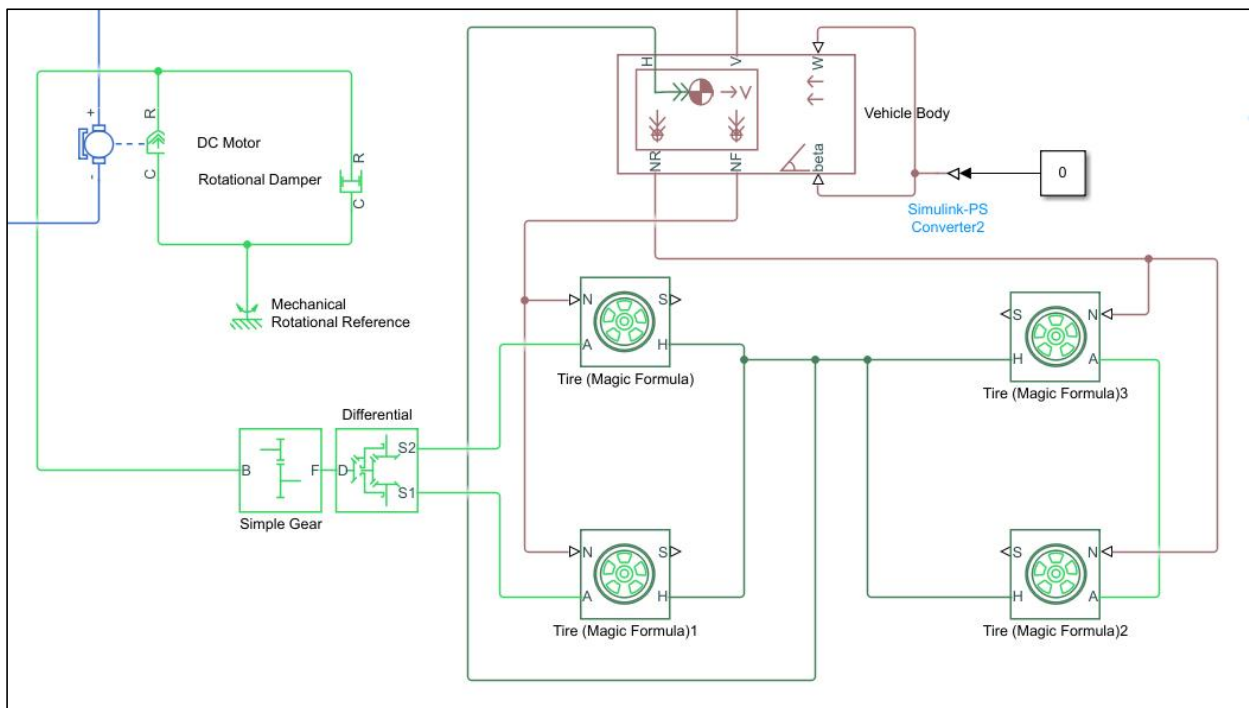 H
V
W
V
NR
NF
beta
Vehicle Body
0
Simulink-PS
Converter2
+
-
R
C
DC Motor
Rotational Damper
R
C
Mechanical
Rotational Reference
N
S
A
H
Tire (Magic Formula)
S
N
H
A
Tire (Magic Formula)3
Differential
B
F
D
S2
S1
Simple Gear
N
S
A
H
Tire (Magic Formula)1
S
N
H
A
Tire (Magic Formula)2